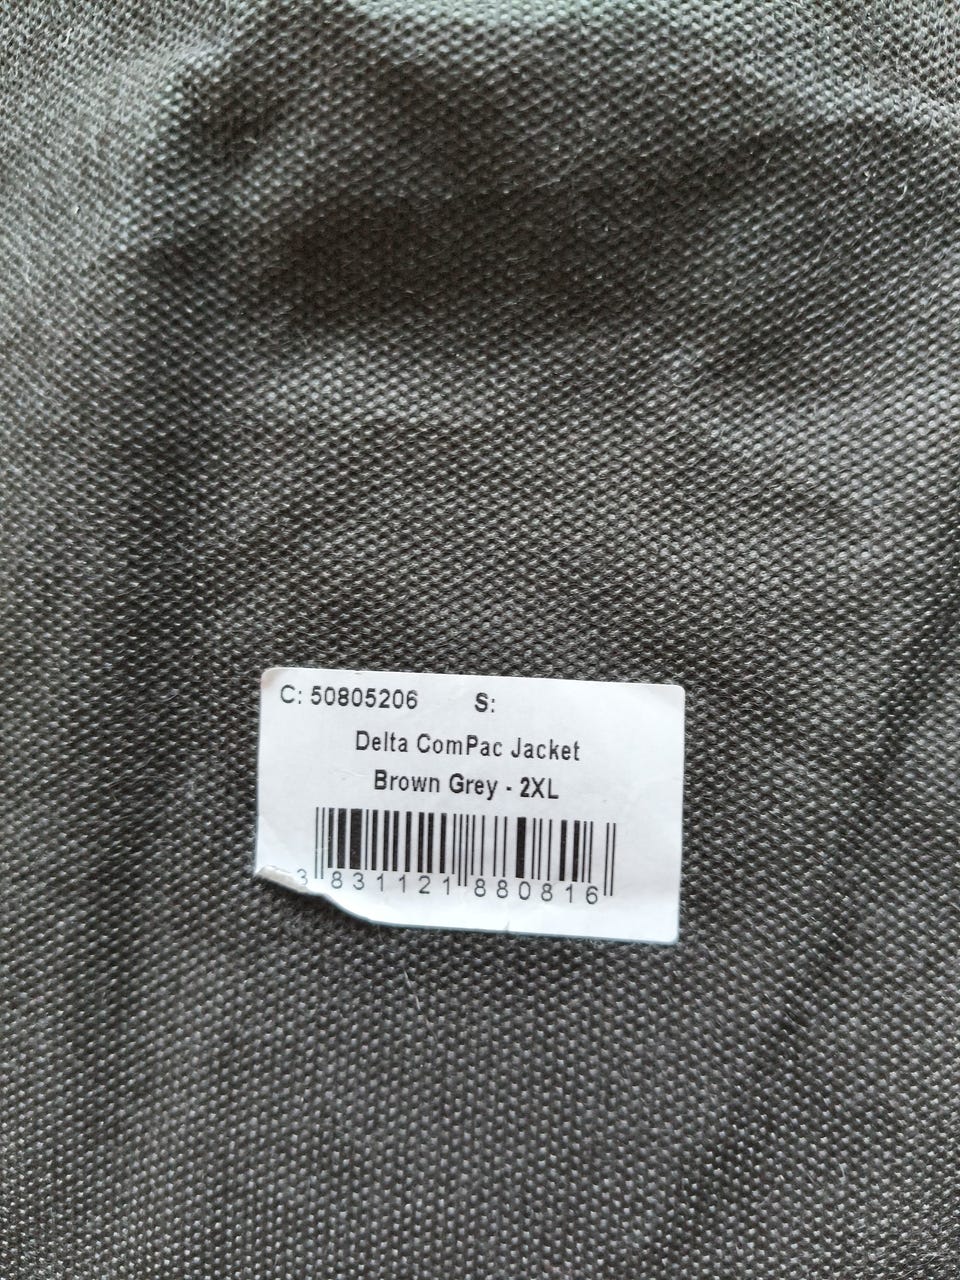 C: 50805206 S:
Delta ComPac Jacket
Brown Grey - 2XL
3 831121 880816